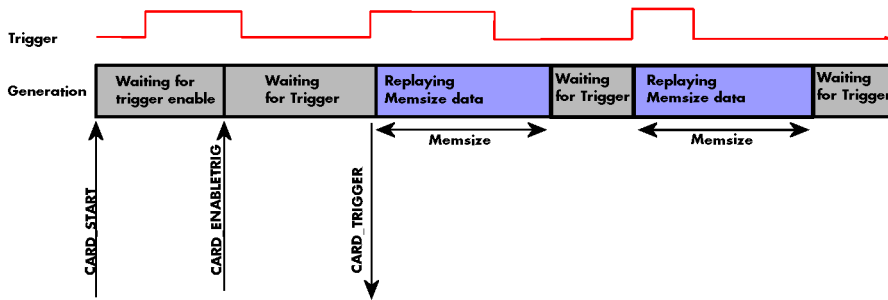 Trigger
Generation
Waiting for
trigger enable
Waiting
for Trigger
Replaying
Memsize data
Waiting
for Trigger
Replaying
Memsize data
Waiting
for Trigger
Memsize
Memsize
CARD_START
CARD_ENABLETRIG
CARD_TRIGGER